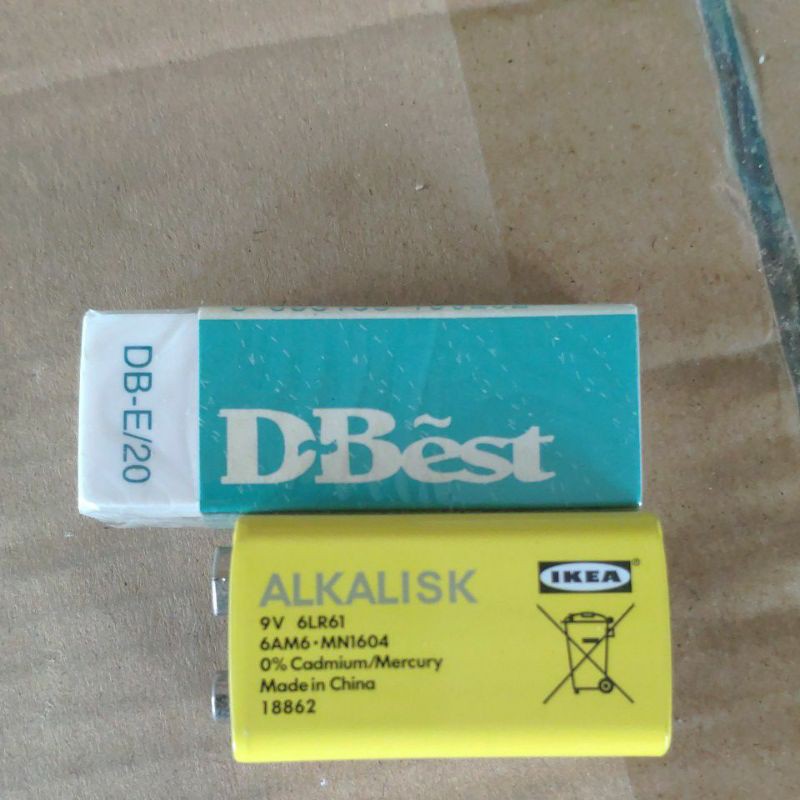 DB-E/20
D-Bẽst
ALKALISK
IKEA®
9V 6LR61
6AM6·MN1604
0% Cadmium/Mercury
Made in China
18862